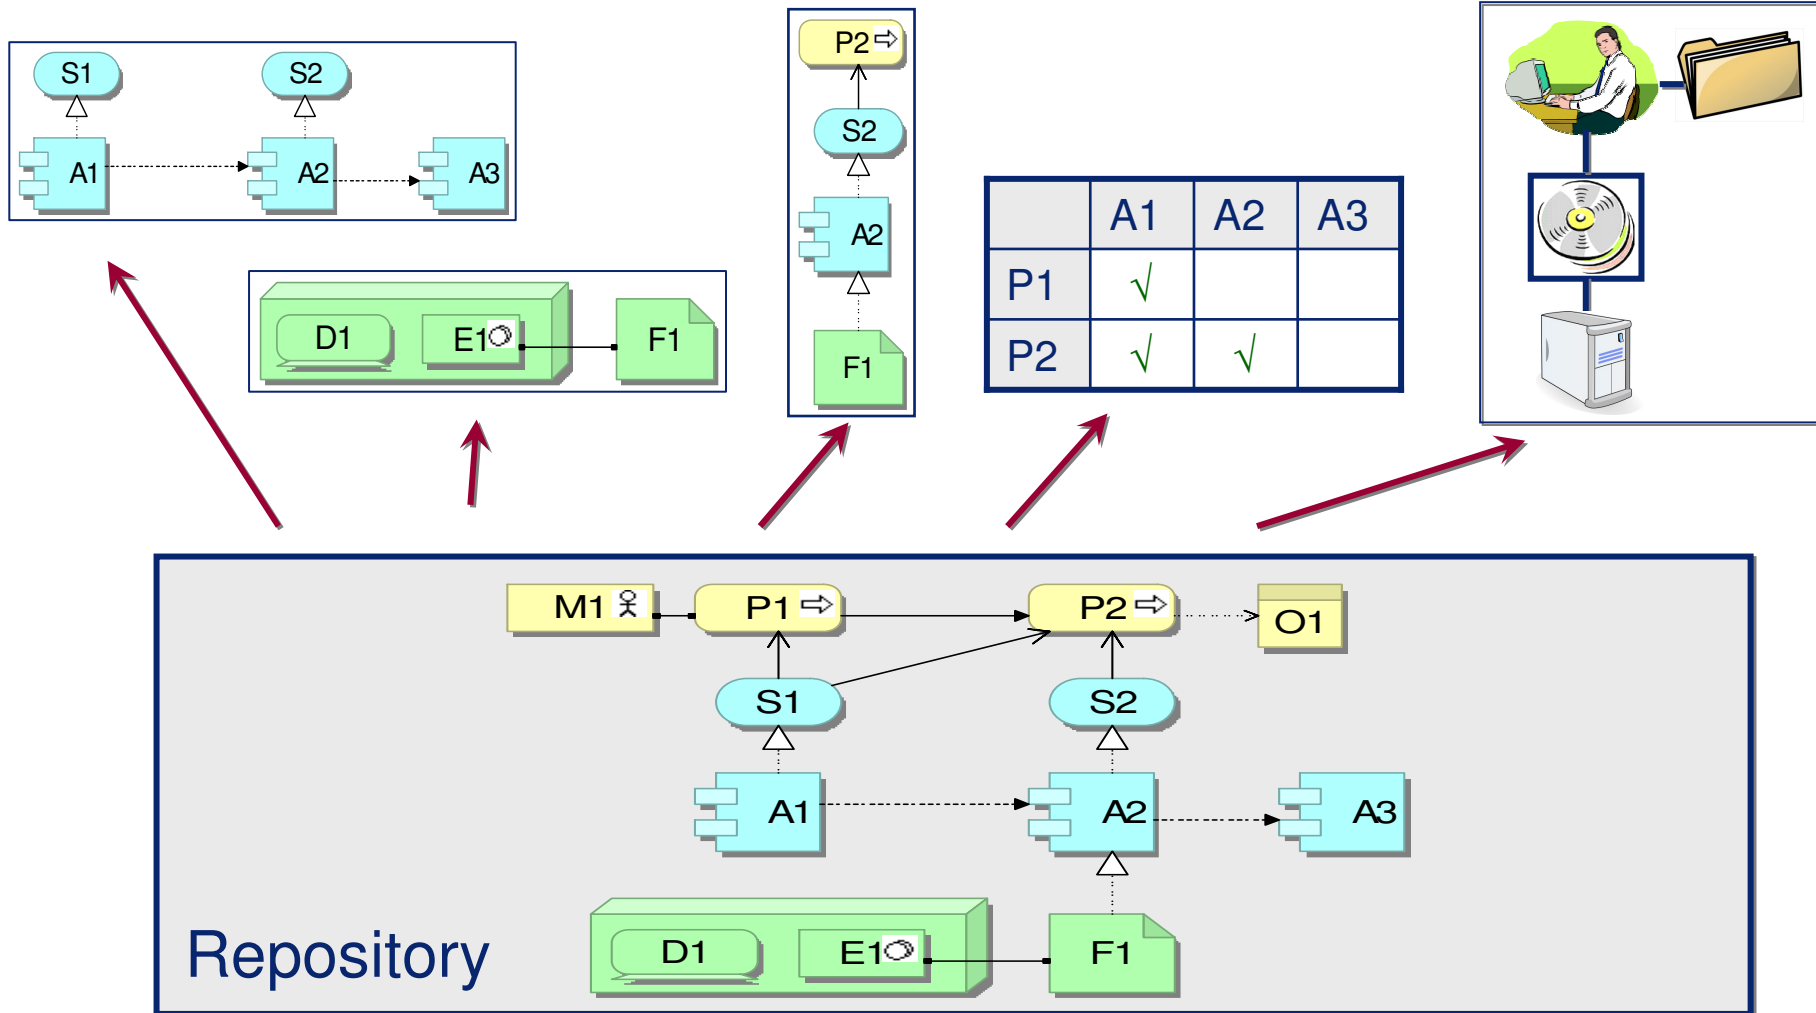 S1 S2
A1 A2 A3
D1 E1 F1
P2
S2
A2
F1
A1 A2 A3
P1 √
P2 √ √
M1 P1 P2 O1
S1 S2
A1 A2 A3
Repository D1 E1 F1